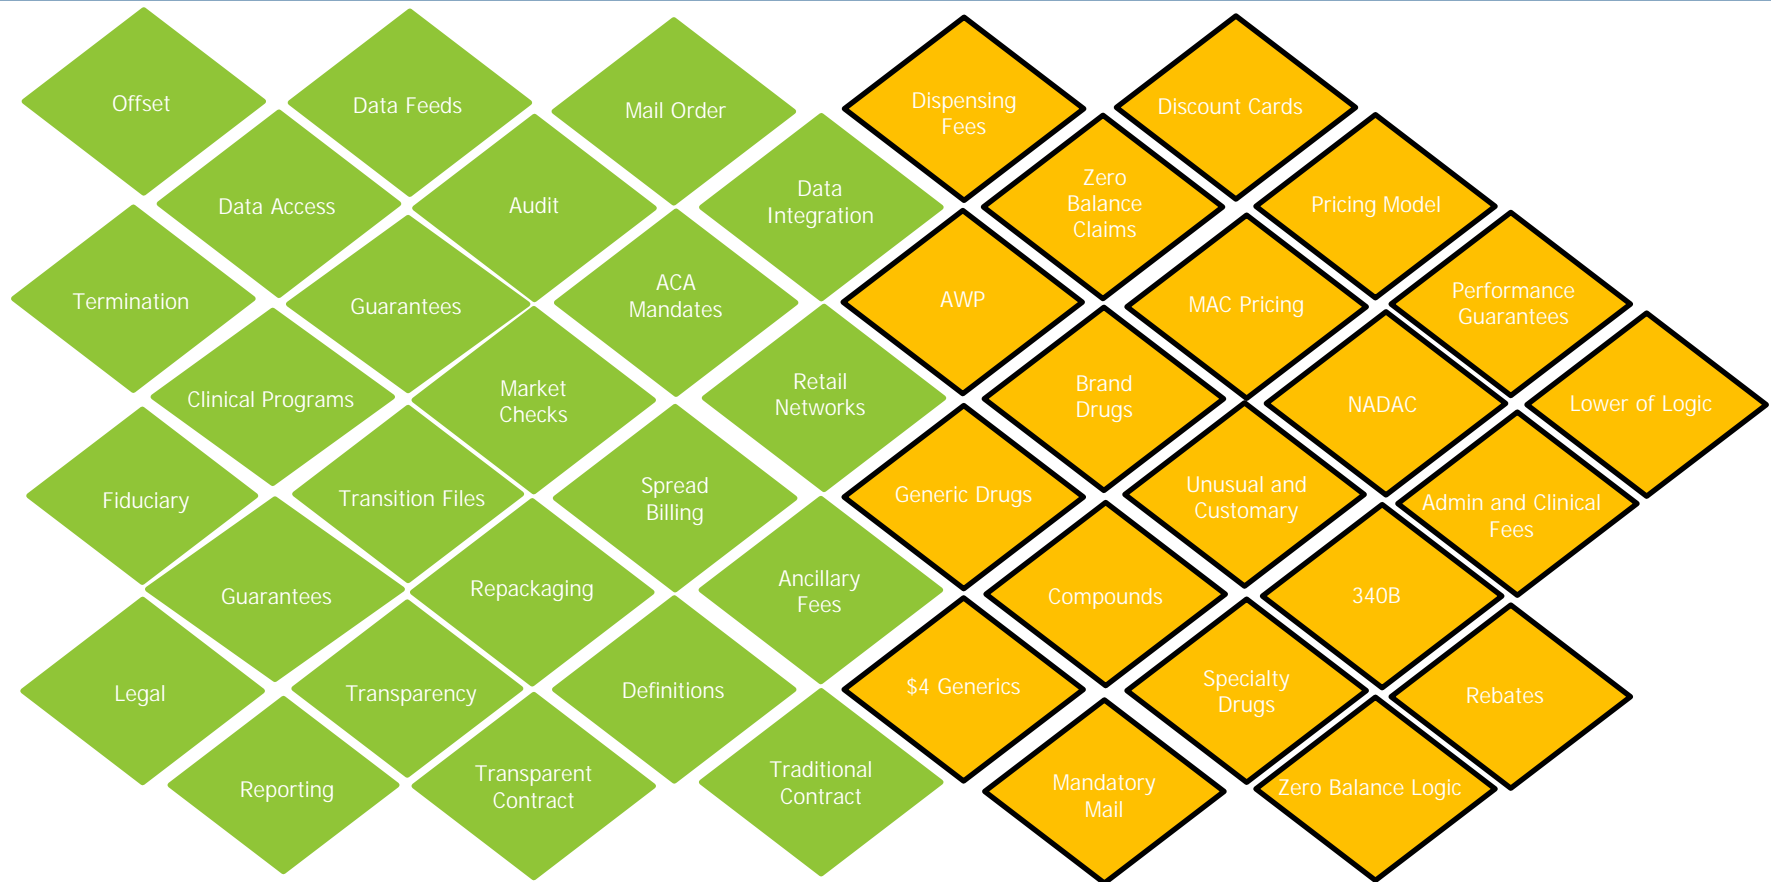 Offset
Data Feeds
Mail Order
Dispensing
Fees
Discount Cards
Data Access
Audit
Data
Integration
Zero
Balance
Claims
Pricing Model
Termination
Guarantees
ACA
Mandates
AWP
MAC Pricing
Performance
Guarantees
Clinical Programs
Market
Checks
Retail
Networks
Brand
Drugs
NADAC
Lower of Logic
Fiduciary
Transition Files
Spread
Billing
Generic Drugs
Unusual and
Customary
Admin and Clinical
Fees
Guarantees
Repackaging
Ancillary
Fees
Compounds
340B
Legal
Transparency
Definitions
$4 Generics
Specialty
Drugs
Rebates
Reporting
Transparent
Contract
Traditional
Contract
Mandatory
Mail
Zero Balance Logic